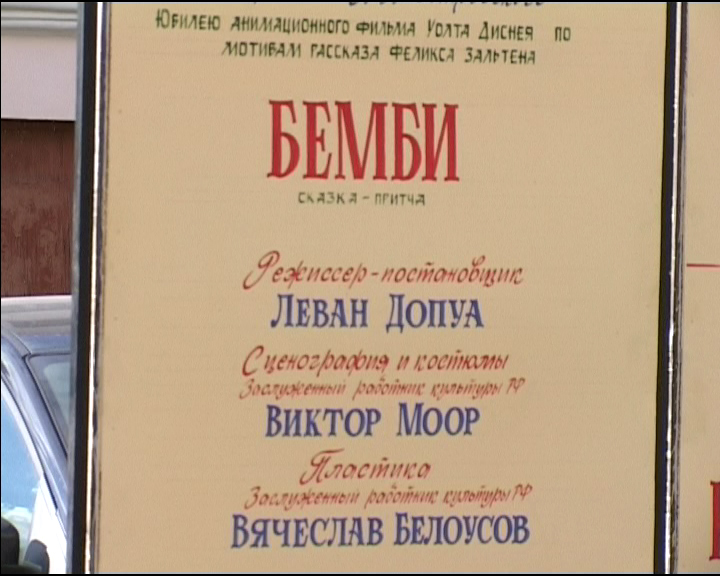 Юбилею анимационного фильма Уолта Диснея по
мотивам рассказа Феликса Зальтена
БЕМБИ
сказка - притча
Режиссер-постановщик
Леван Допуа
Сценография и костюмы
Заслуженный работник культуры РФ
Виктор Моор
Пластика
Заслуженный работник культуры РФ
Вячеслав Белоусов